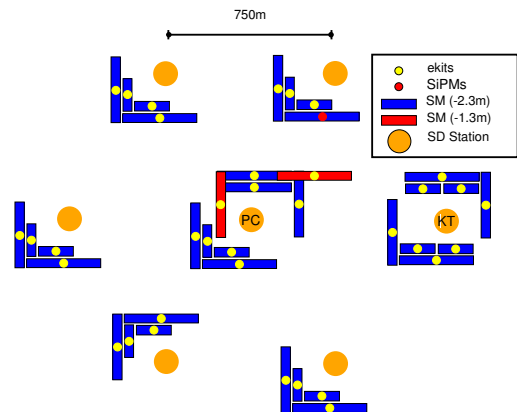 750m
ekits
SiPMs
SM (-2.3m)
SM (-1.3m)
SD Station
PC
KT